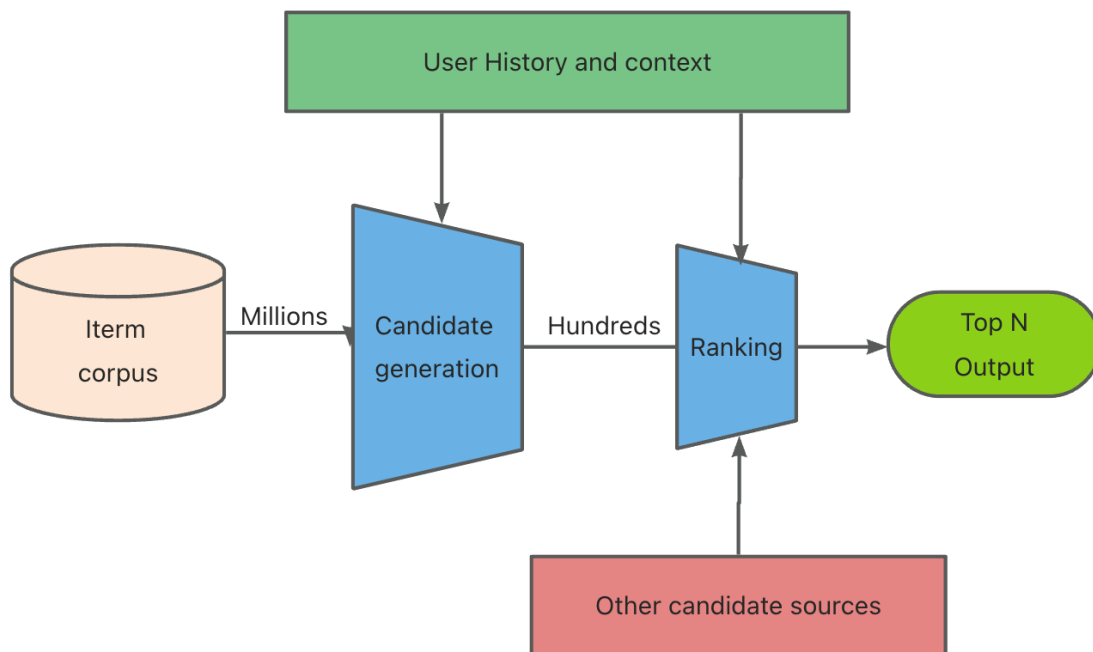 User History and context
Millions
Iterm
corpus
Candidate
generation
Hundreds
Ranking
Top N
Output
Other candidate sources